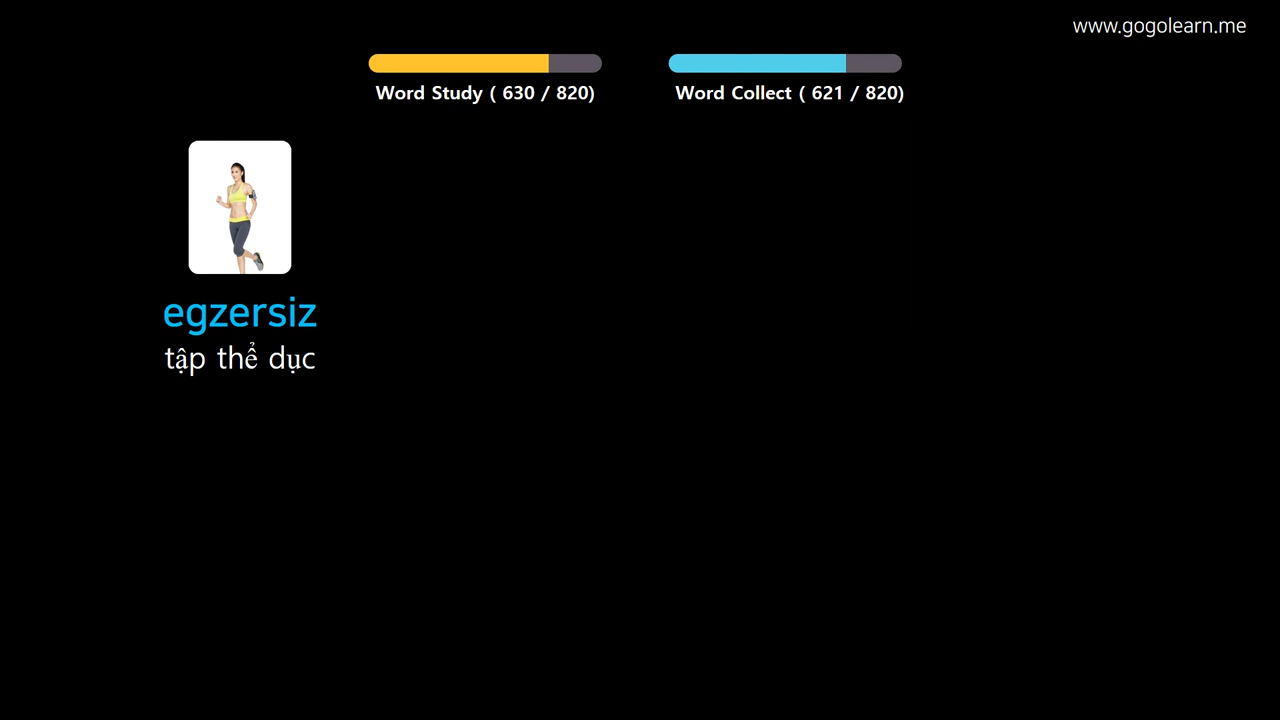 www.gogolearn.me
Word Study ( 630 / 820)
Word Collect ( 621 / 820)
egzersiz
tập thể dục